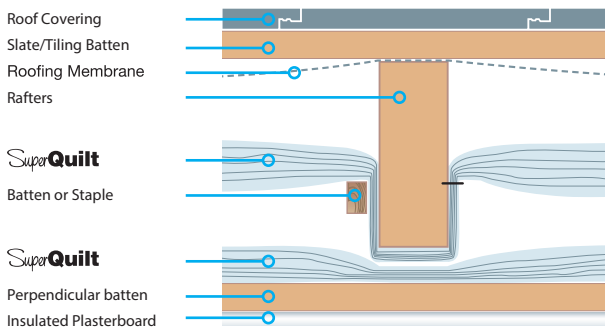 Roof Covering
Slate/Tiling Batten
Roofing Membrane
Rafters
SuperQuilt
Batten or Staple
SuperQuilt
Perpendicular batten
Insulated Plasterboard